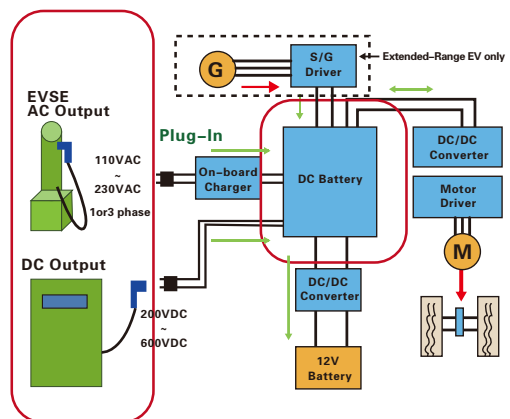 G
S/G
Driver
Extended-Range EV only
EVSE
AC Output
Plug-In
110VAC
~
230VAC
1or3 phase
On-board
Charger
DC Battery
DC/DC
Converter
Motor
Driver
M
DC Output
200VDC
~
600VDC
DC/DC
Converter
12V
Battery